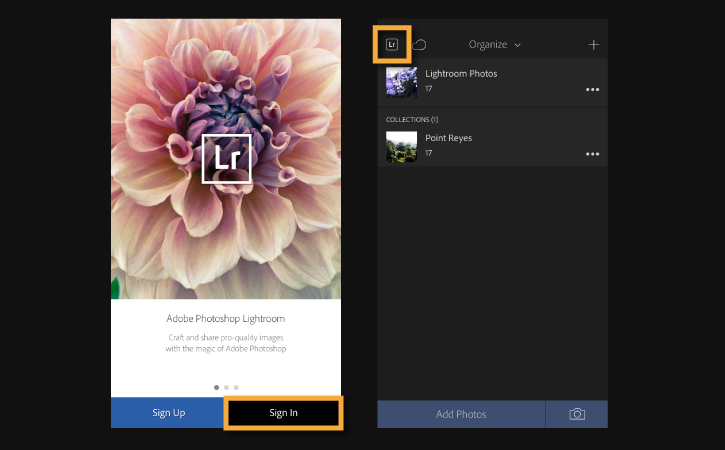 Lr
Adobe Photoshop Lightroom
Craft and share pro-quality images
with the magic of Adobe Photoshop
Sign Up
Sign In
Lr
Organize
Lightroom Photos
17
COLLECTIONS (1)
Point Reyes
17
Add Photos